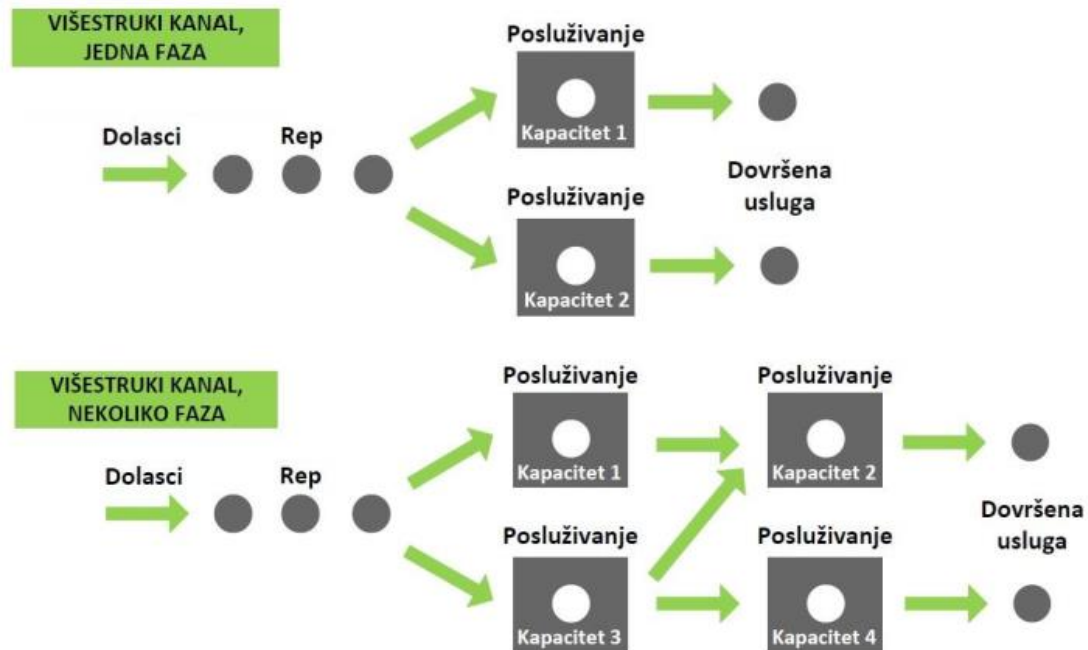 VIŠESTRUKI KANAL,
JEDNA FAZA
Dolasci
Rep
Posluživanje
Kapacitet 1
Posluživanje
Kapacitet 2
Dovršena
usluga
VIŠESTRUKI KANAL,
NEKOLIKO FAZA
Dolasci
Rep
Posluživanje
Kapacitet 1
Posluživanje
Kapacitet 2
Posluživanje
Kapacitet 3
Posluživanje
Kapacitet 4
Dovršena
usluga